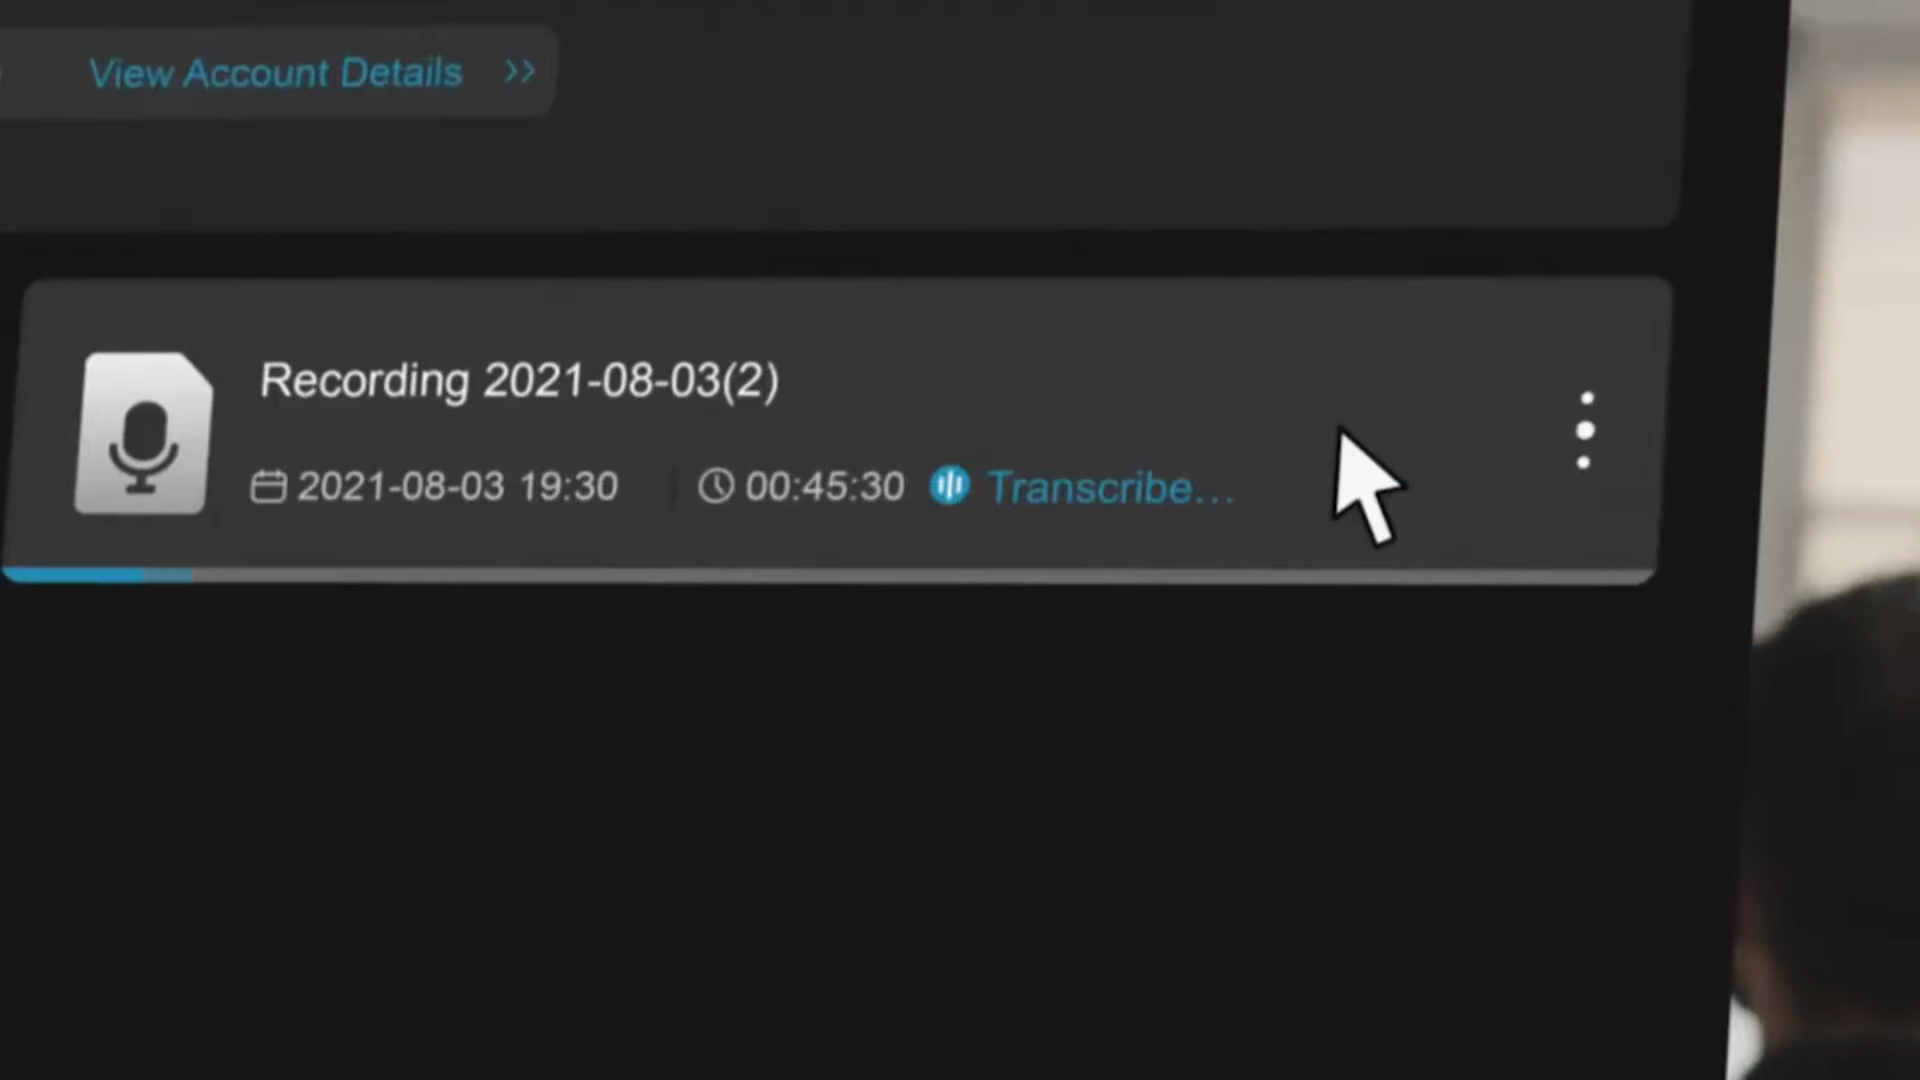 View Account Details >>
Recording 2021-08-03(2)
2021-08-03 19:30 00:45:30 Transcribe...